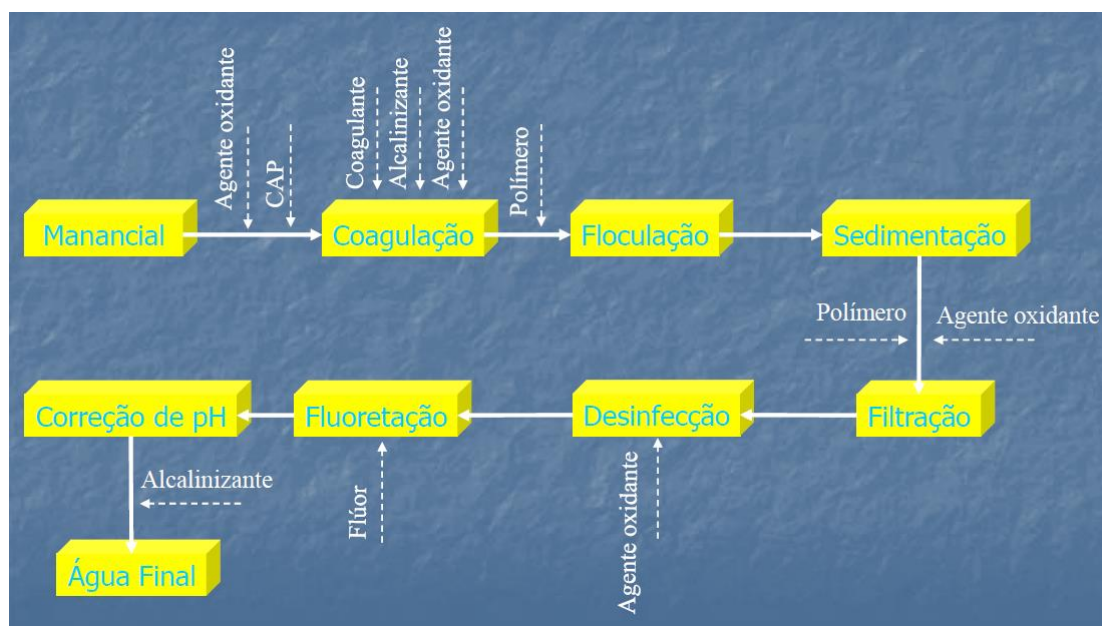 Agente oxidante
CAP
Coagulante
Alcalinizante
Agente oxidante
Polímero
Manancial
Coagulação
Floculação
Sedimentação
Polímero
Agente oxidante
Correção de pH
Fluoretação
Desinfecção
Filtração
Alcalinizante
Flúor
Agente oxidante
Água Final